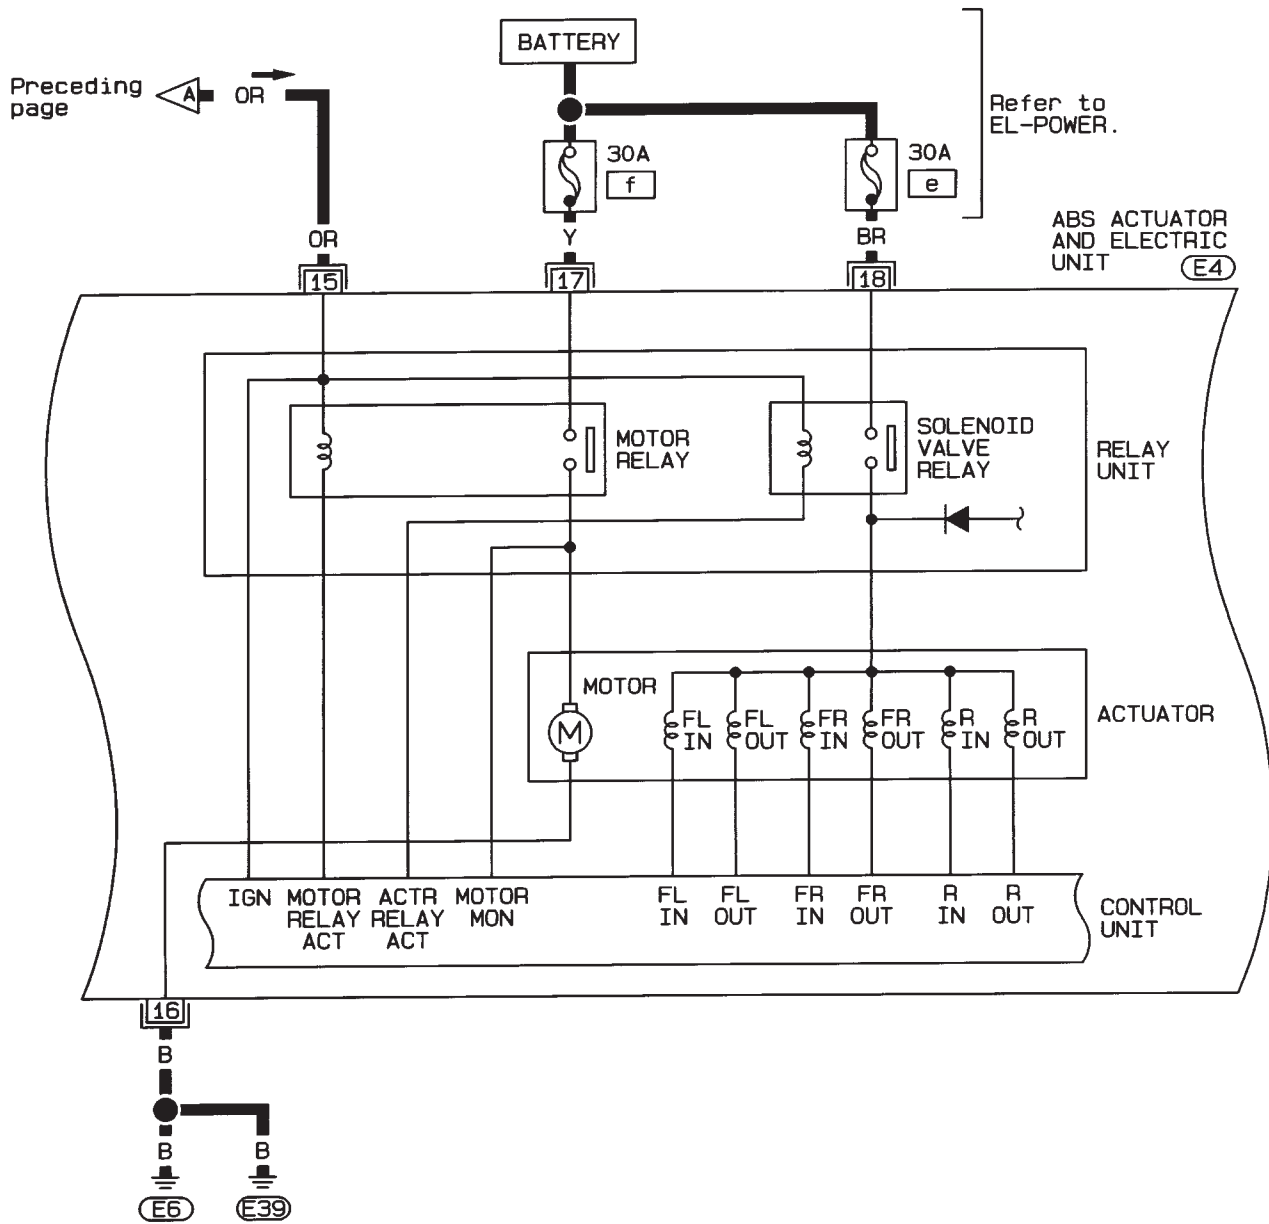 BATTERY
Preceding
page
A
OR
Refer to
EL-POWER.
30A
f
30A
e
OR
Y
BR
ABS ACTUATOR
AND ELECTRIC
UNIT
E4
15
17
18
MOTOR
RELAY
SOLENOID
VALVE
RELAY
RELAY
UNIT
MOTOR
M
FL
IN
FL
OUT
FR
IN
FR
OUT
R
IN
R
OUT
ACTUATOR
IGN
MOTOR
RELAY
ACT
ACTR
RELAY
ACT
MOTOR
MON
FL
IN
FL
OUT
FR
IN
FR
OUT
R
IN
R
OUT
CONTROL
UNIT
16
B
B
B
E6
E39